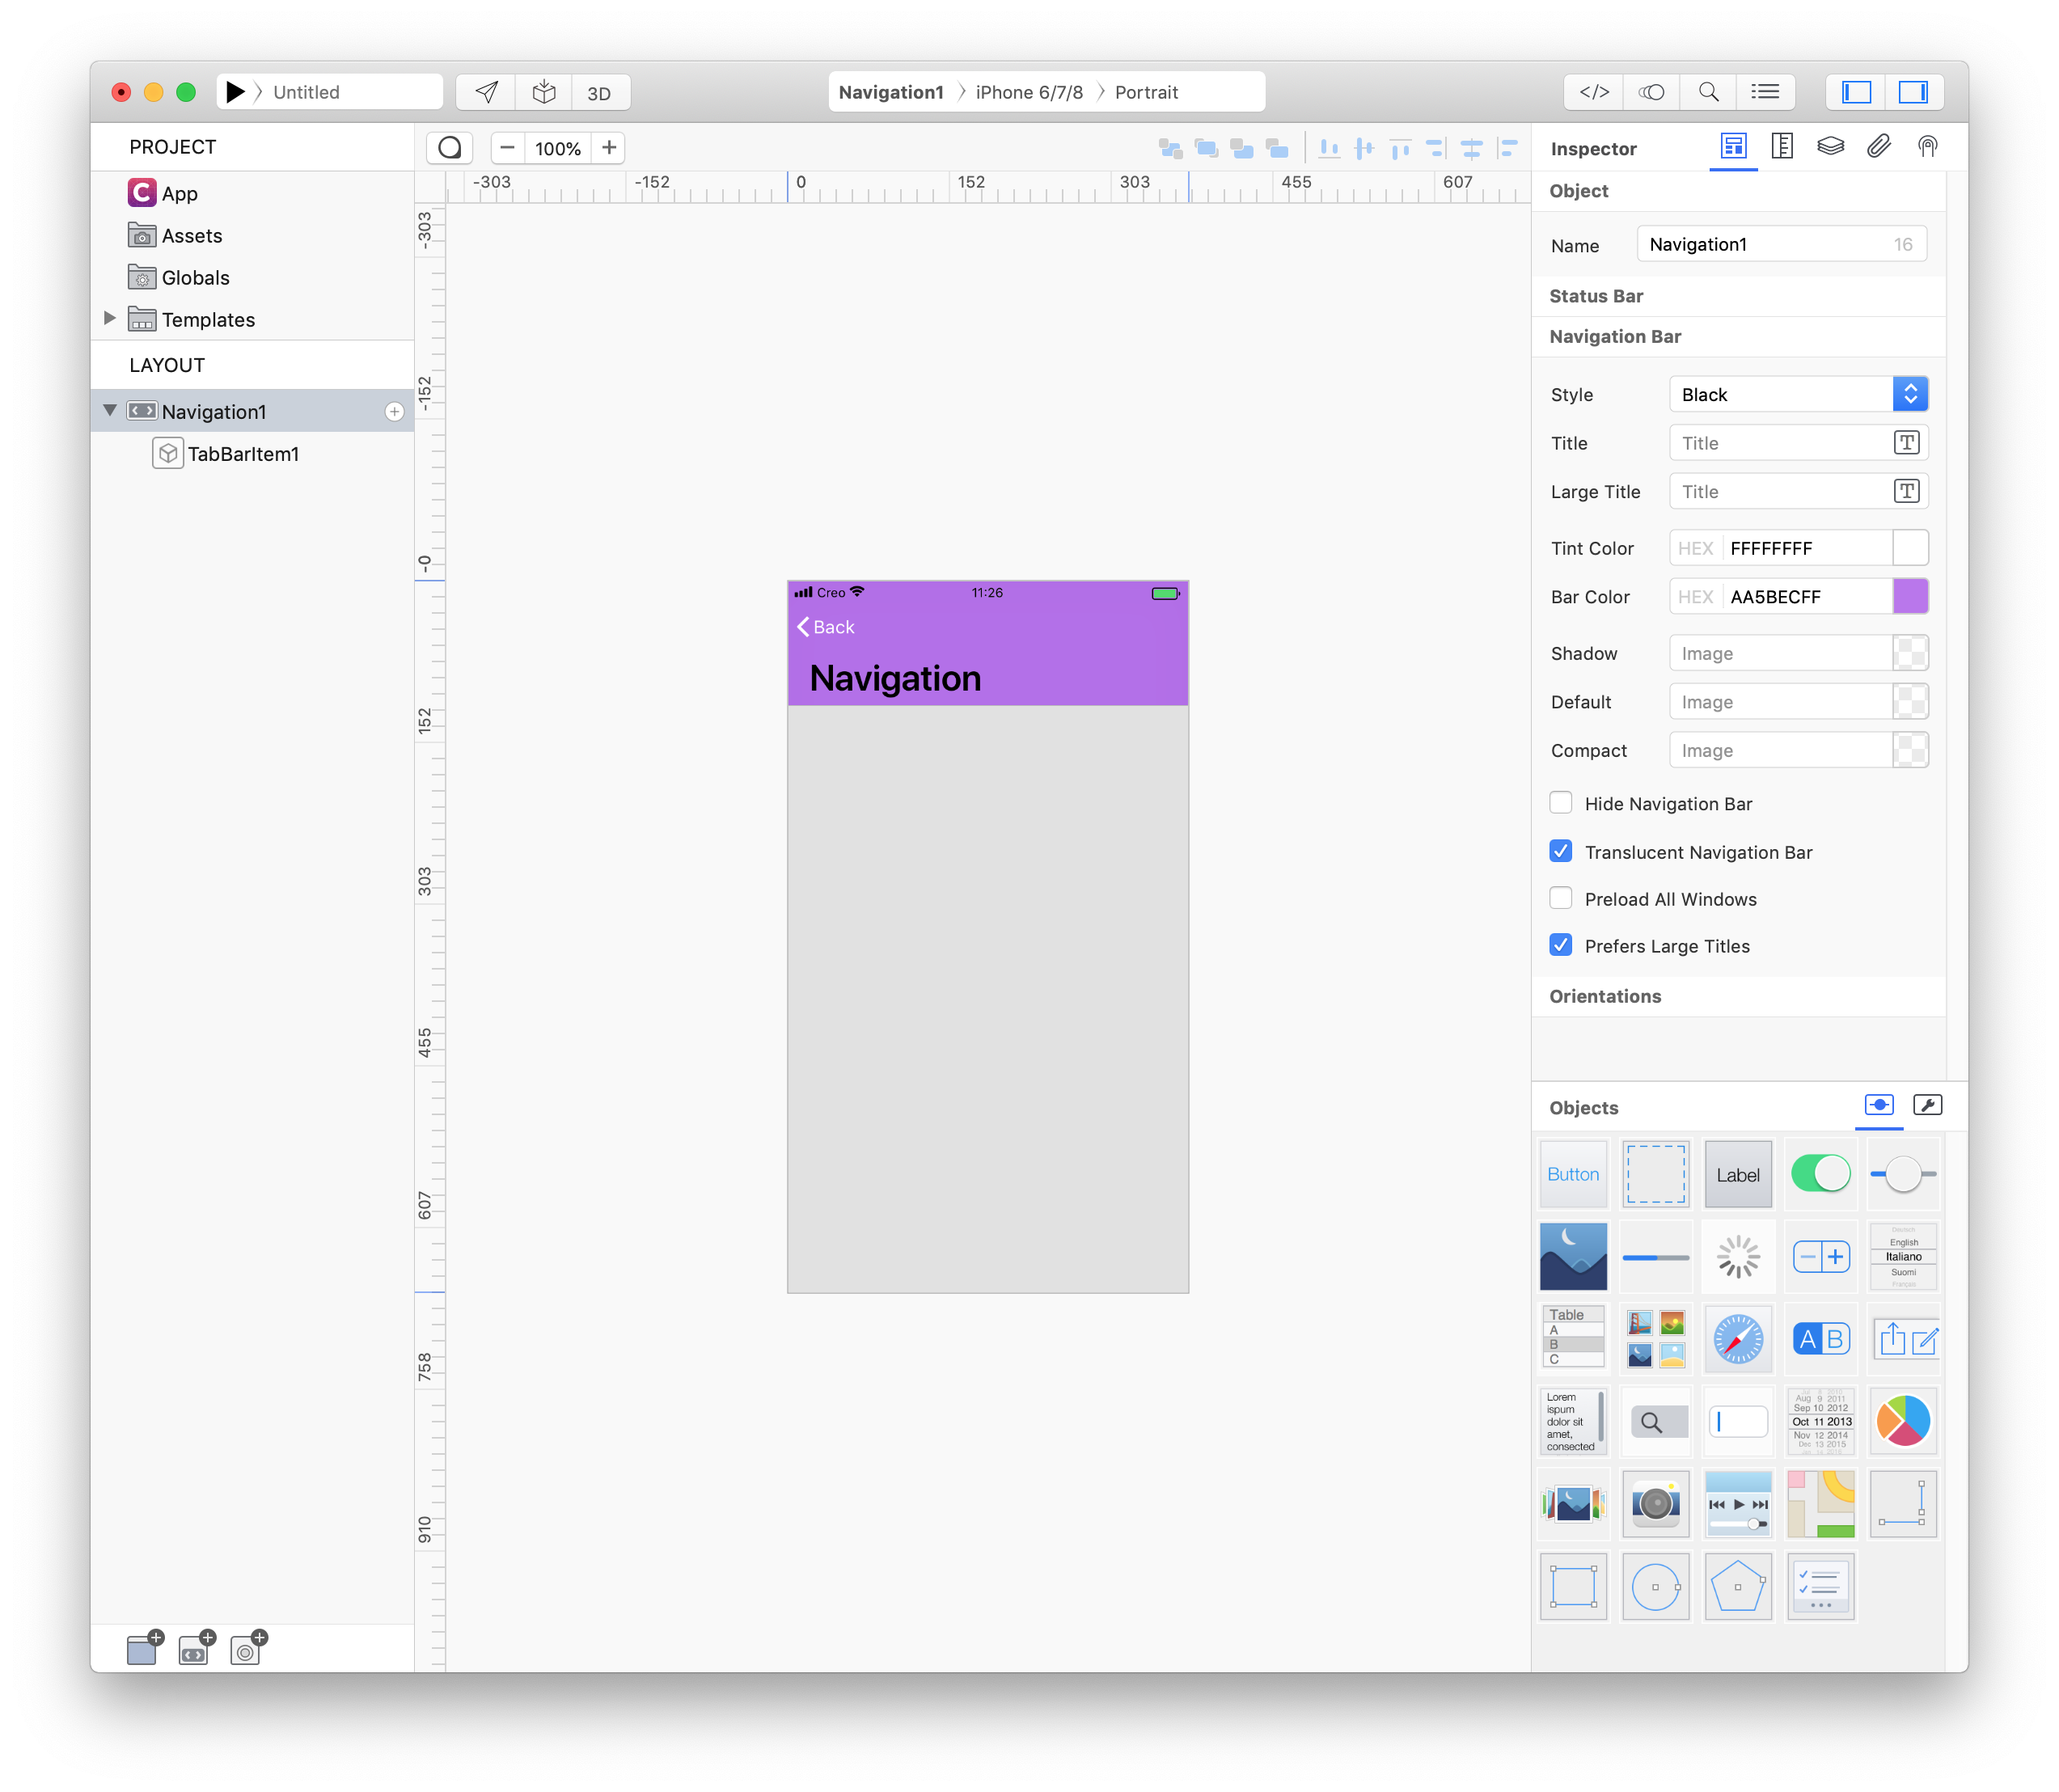 Untitled
3D
Navigation1 iPhone 6/7/8 Portrait
</>
PROJECT
App
Assets
Globals
Templates
LAYOUT
Navigation1
TabBarItem1
100%
-303 -152 0 152 303 455 607
-303
-152
-0
152
303
455
607
758
910
Creo 11:26
Back
Navigation
Inspector
Object
Name Navigation1 16
Status Bar
Navigation Bar
Style Black
Title Title T
Large Title Title T
Tint Color HEX FFFFFFFF
Bar Color HEX AA5BECFF
Shadow Image
Default Image
Compact Image
Hide Navigation Bar
Translucent Navigation Bar
Preload All Windows
Prefers Large Titles
Orientations
Objects
Button
Label
Deutsch
English
Italiano
Suomi
Français
Table
A
B
C
A B
Lorem
ispum
dolor sit
amet,
consected
Aug 9 2011
Sep 10 2012
Oct 11 2013
Nov 12 2014
Dec 13 2015